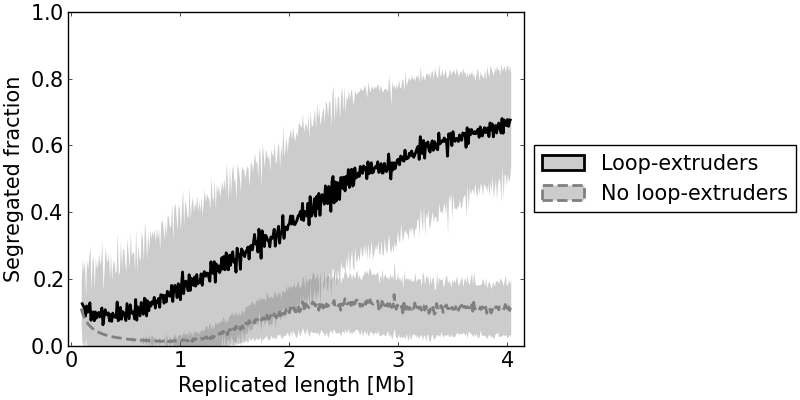 1.0
0.8
0.6
0.4
0.2
0.0
Segregated fraction
0 1 2 3 4
Replicated length [Mb]
Loop-extruders
No loop-extruders